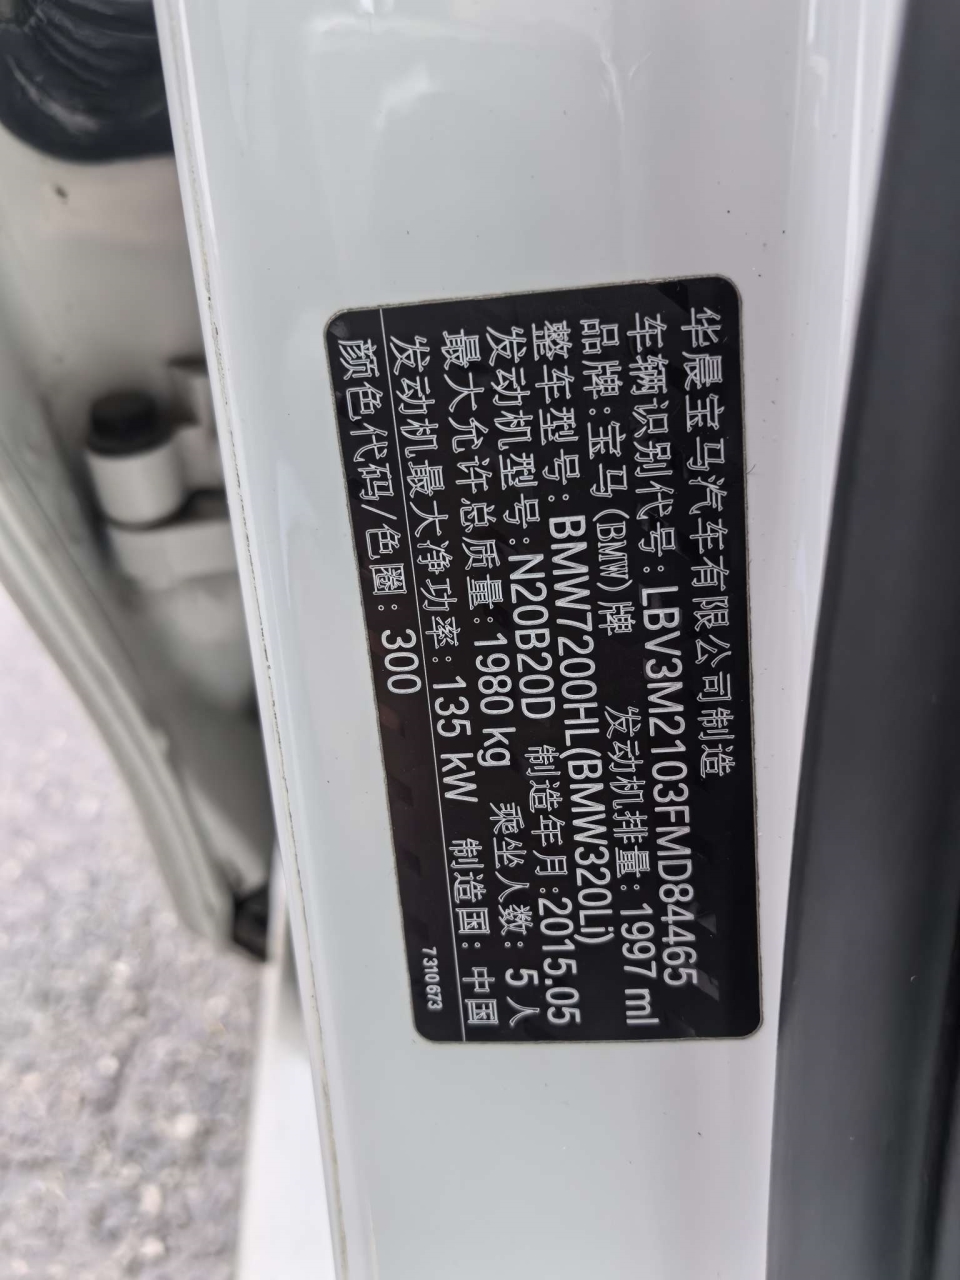 华晨宝马汽车有限公司制造
车辆识别代号:LBV3M2103FMD84465
品牌:宝马(BMW)牌 发动机排量:1997 ml
整车型号:BMW7200HL(BMW320Li)
发动机型号:N20B20D 制造年月:2015.05
最大允许总质量:1980 kg 乘坐人数:5人
发动机最大净功率:135 kW 制造国:中国
颜色代码/色圈:300 7310673